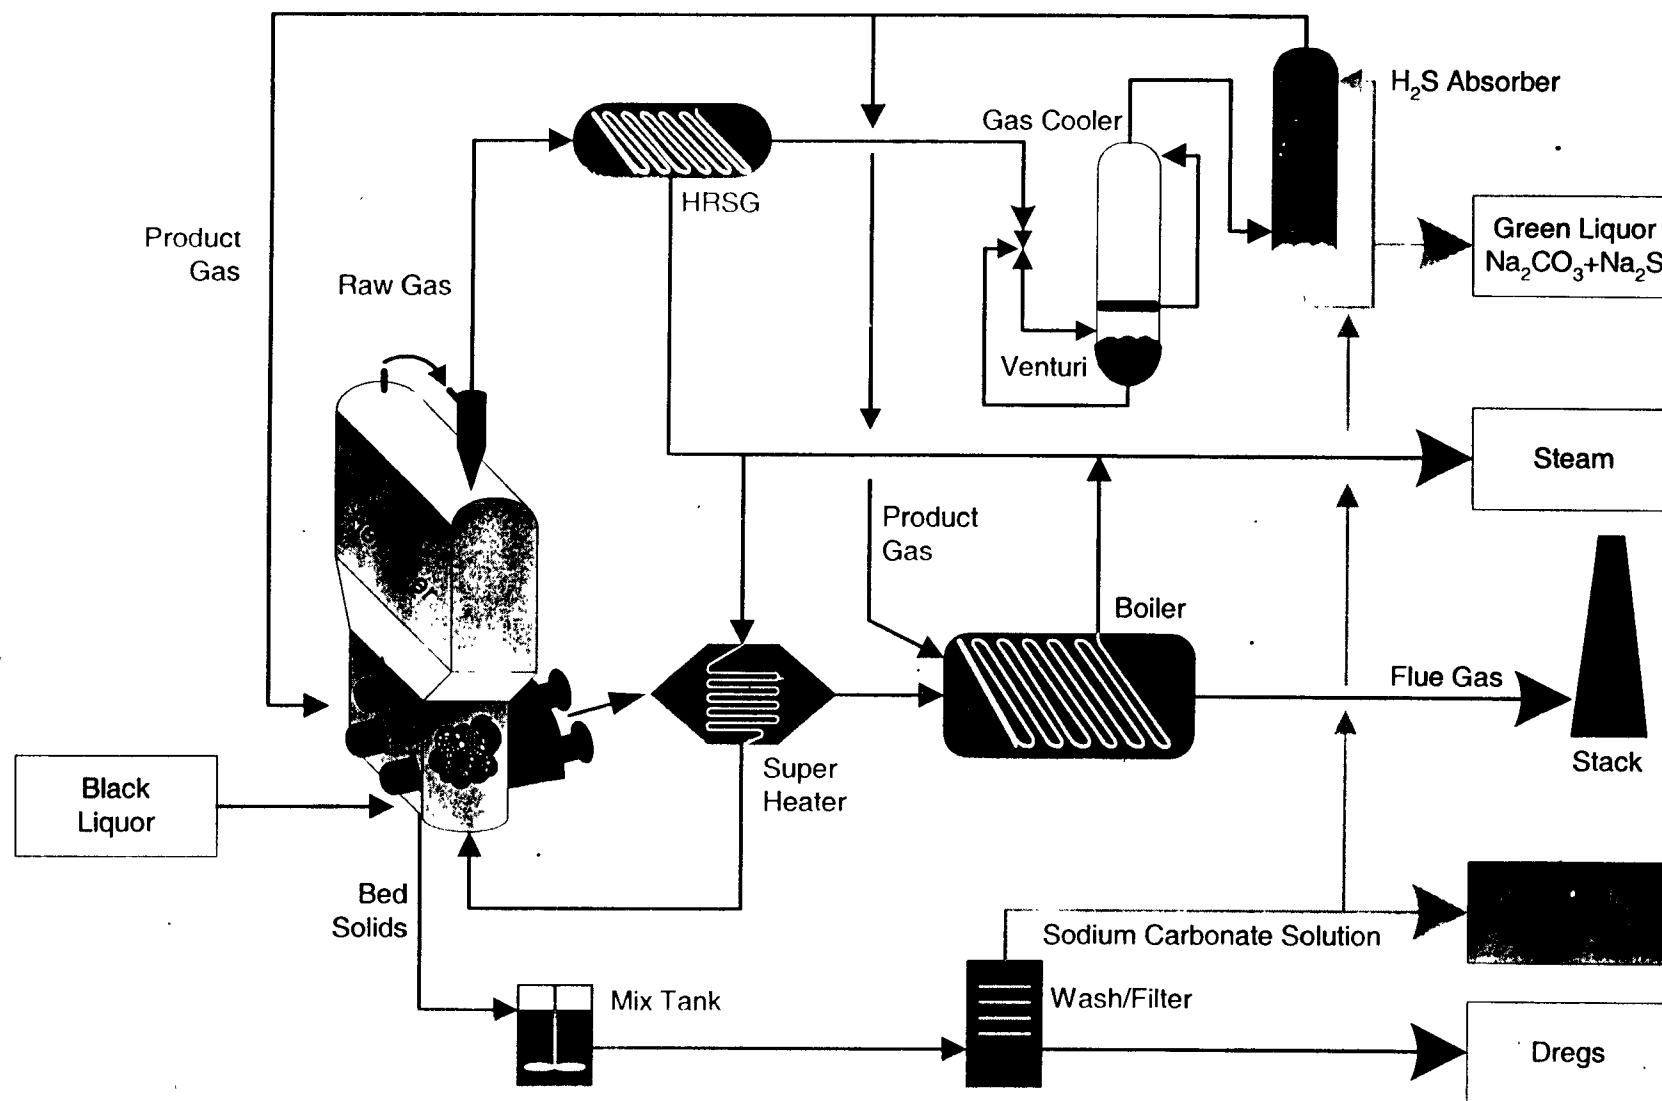 H₂S Absorber
Gas Cooler
HRSG
Product
Gas
Raw Gas
Green Liquor
Na₂CO₃+Na₂S
Venturi
Steam
Product
Gas
Boiler
Flue Gas
Stack
Super
Heater
Black
Liquor
Bed
Solids
Sodium Carbonate Solution
Mix Tank
Wash/Filter
Dregs